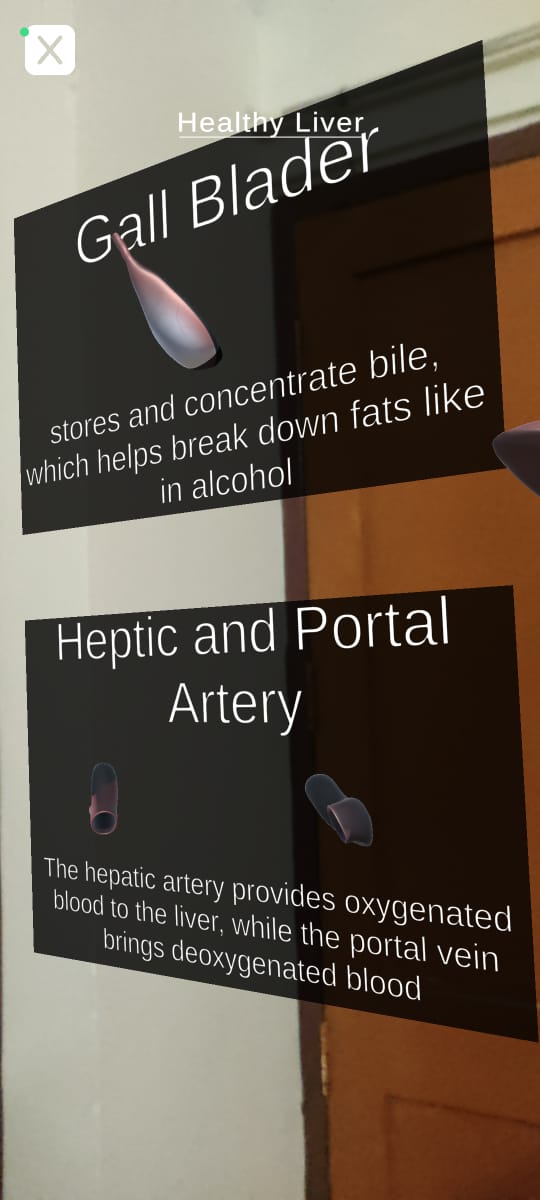 Healthy Liver
Gall Blader
stores and concentrate bile,
which helps break down fats like
in alcohol
Heptic and Portal
Artery
The hepatic artery provides oxygenated
blood to the liver, while the portal vein
brings deoxygenated blood